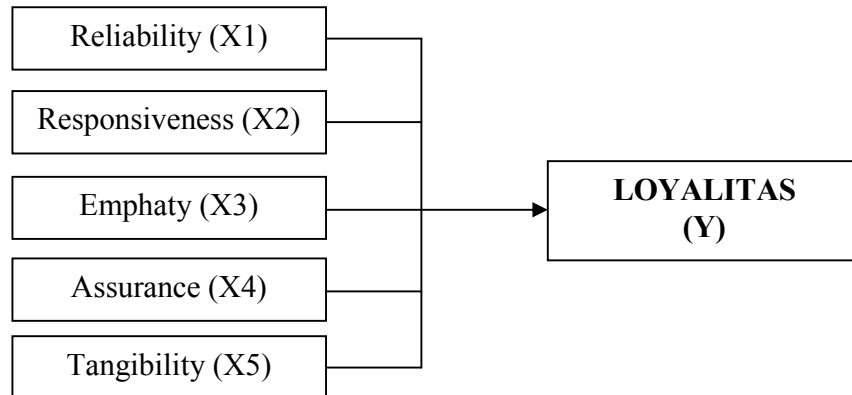 Reliability (X1)
Responsiveness (X2)
Emphaty (X3)
Assurance (X4)
Tangibility (X5)
LOYALITAS
(Y)